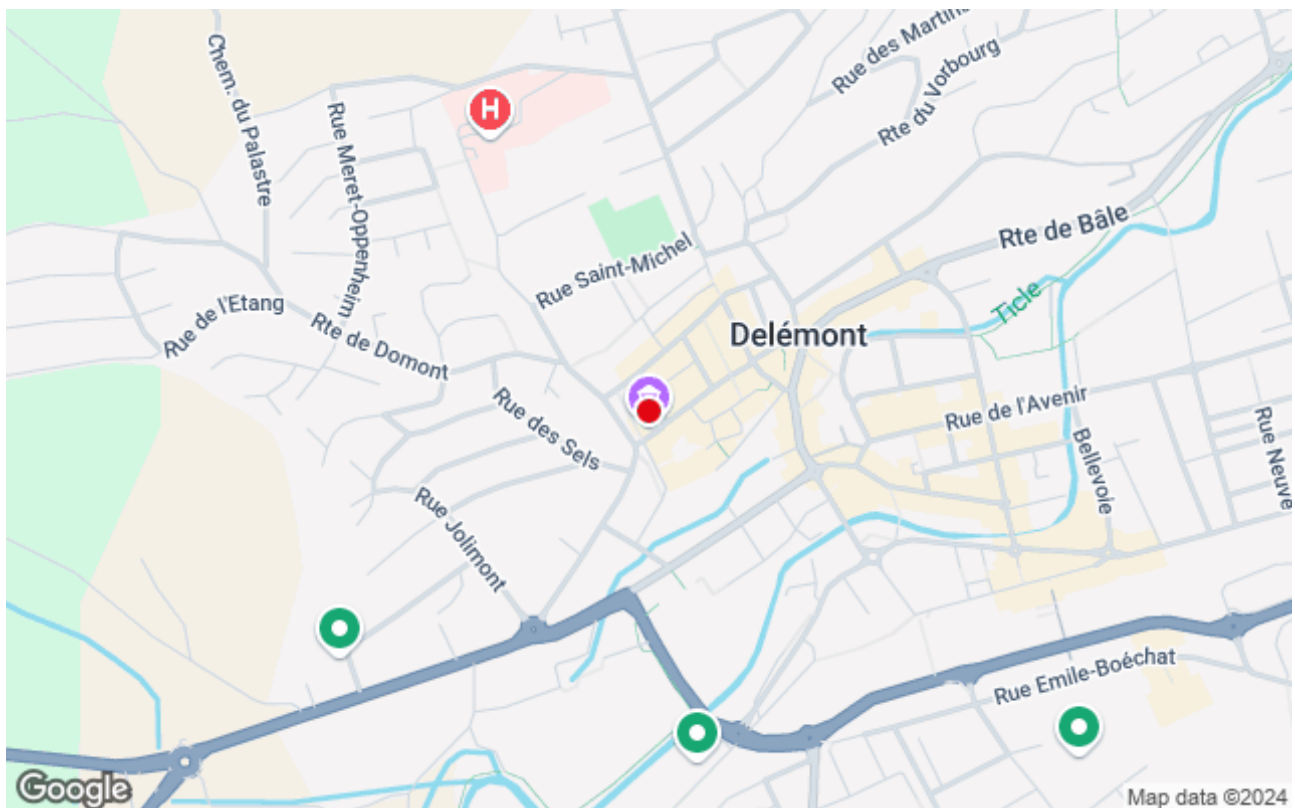 Chem. du Palastre
Rue Meret-Oppenheim
H
Rue des Martins
Rte du Vorbourg
Rue Saint-Michel
Rte de Bâle
Rue de l'Etang
Rte de Domont
Ticle
Delémont
Rue de l'Avenir
Rue des Sels
Bellevoie
Rue Neuve
Rue Jolimont
Rue Emile-Boéchat
Google
Map data ©2024